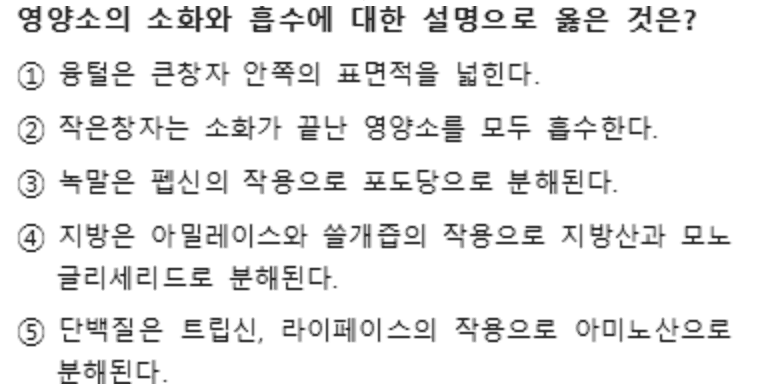 영양소의 소화와 흡수에 대한 설명으로 옳은 것은?
① 융털은 큰창자 안쪽의 표면적을 넓힌다.
② 작은창자는 소화가 끝난 영양소를 모두 흡수한다.
③ 녹말은 펩신의 작용으로 포도당으로 분해된다.
④ 지방은 아밀레이스와 쓸개즙의 작용으로 지방산과 모노
글리세리드로 분해된다.
⑤ 단백질은 트립신, 라이페이스의 작용으로 아미노산으로
분해된다.